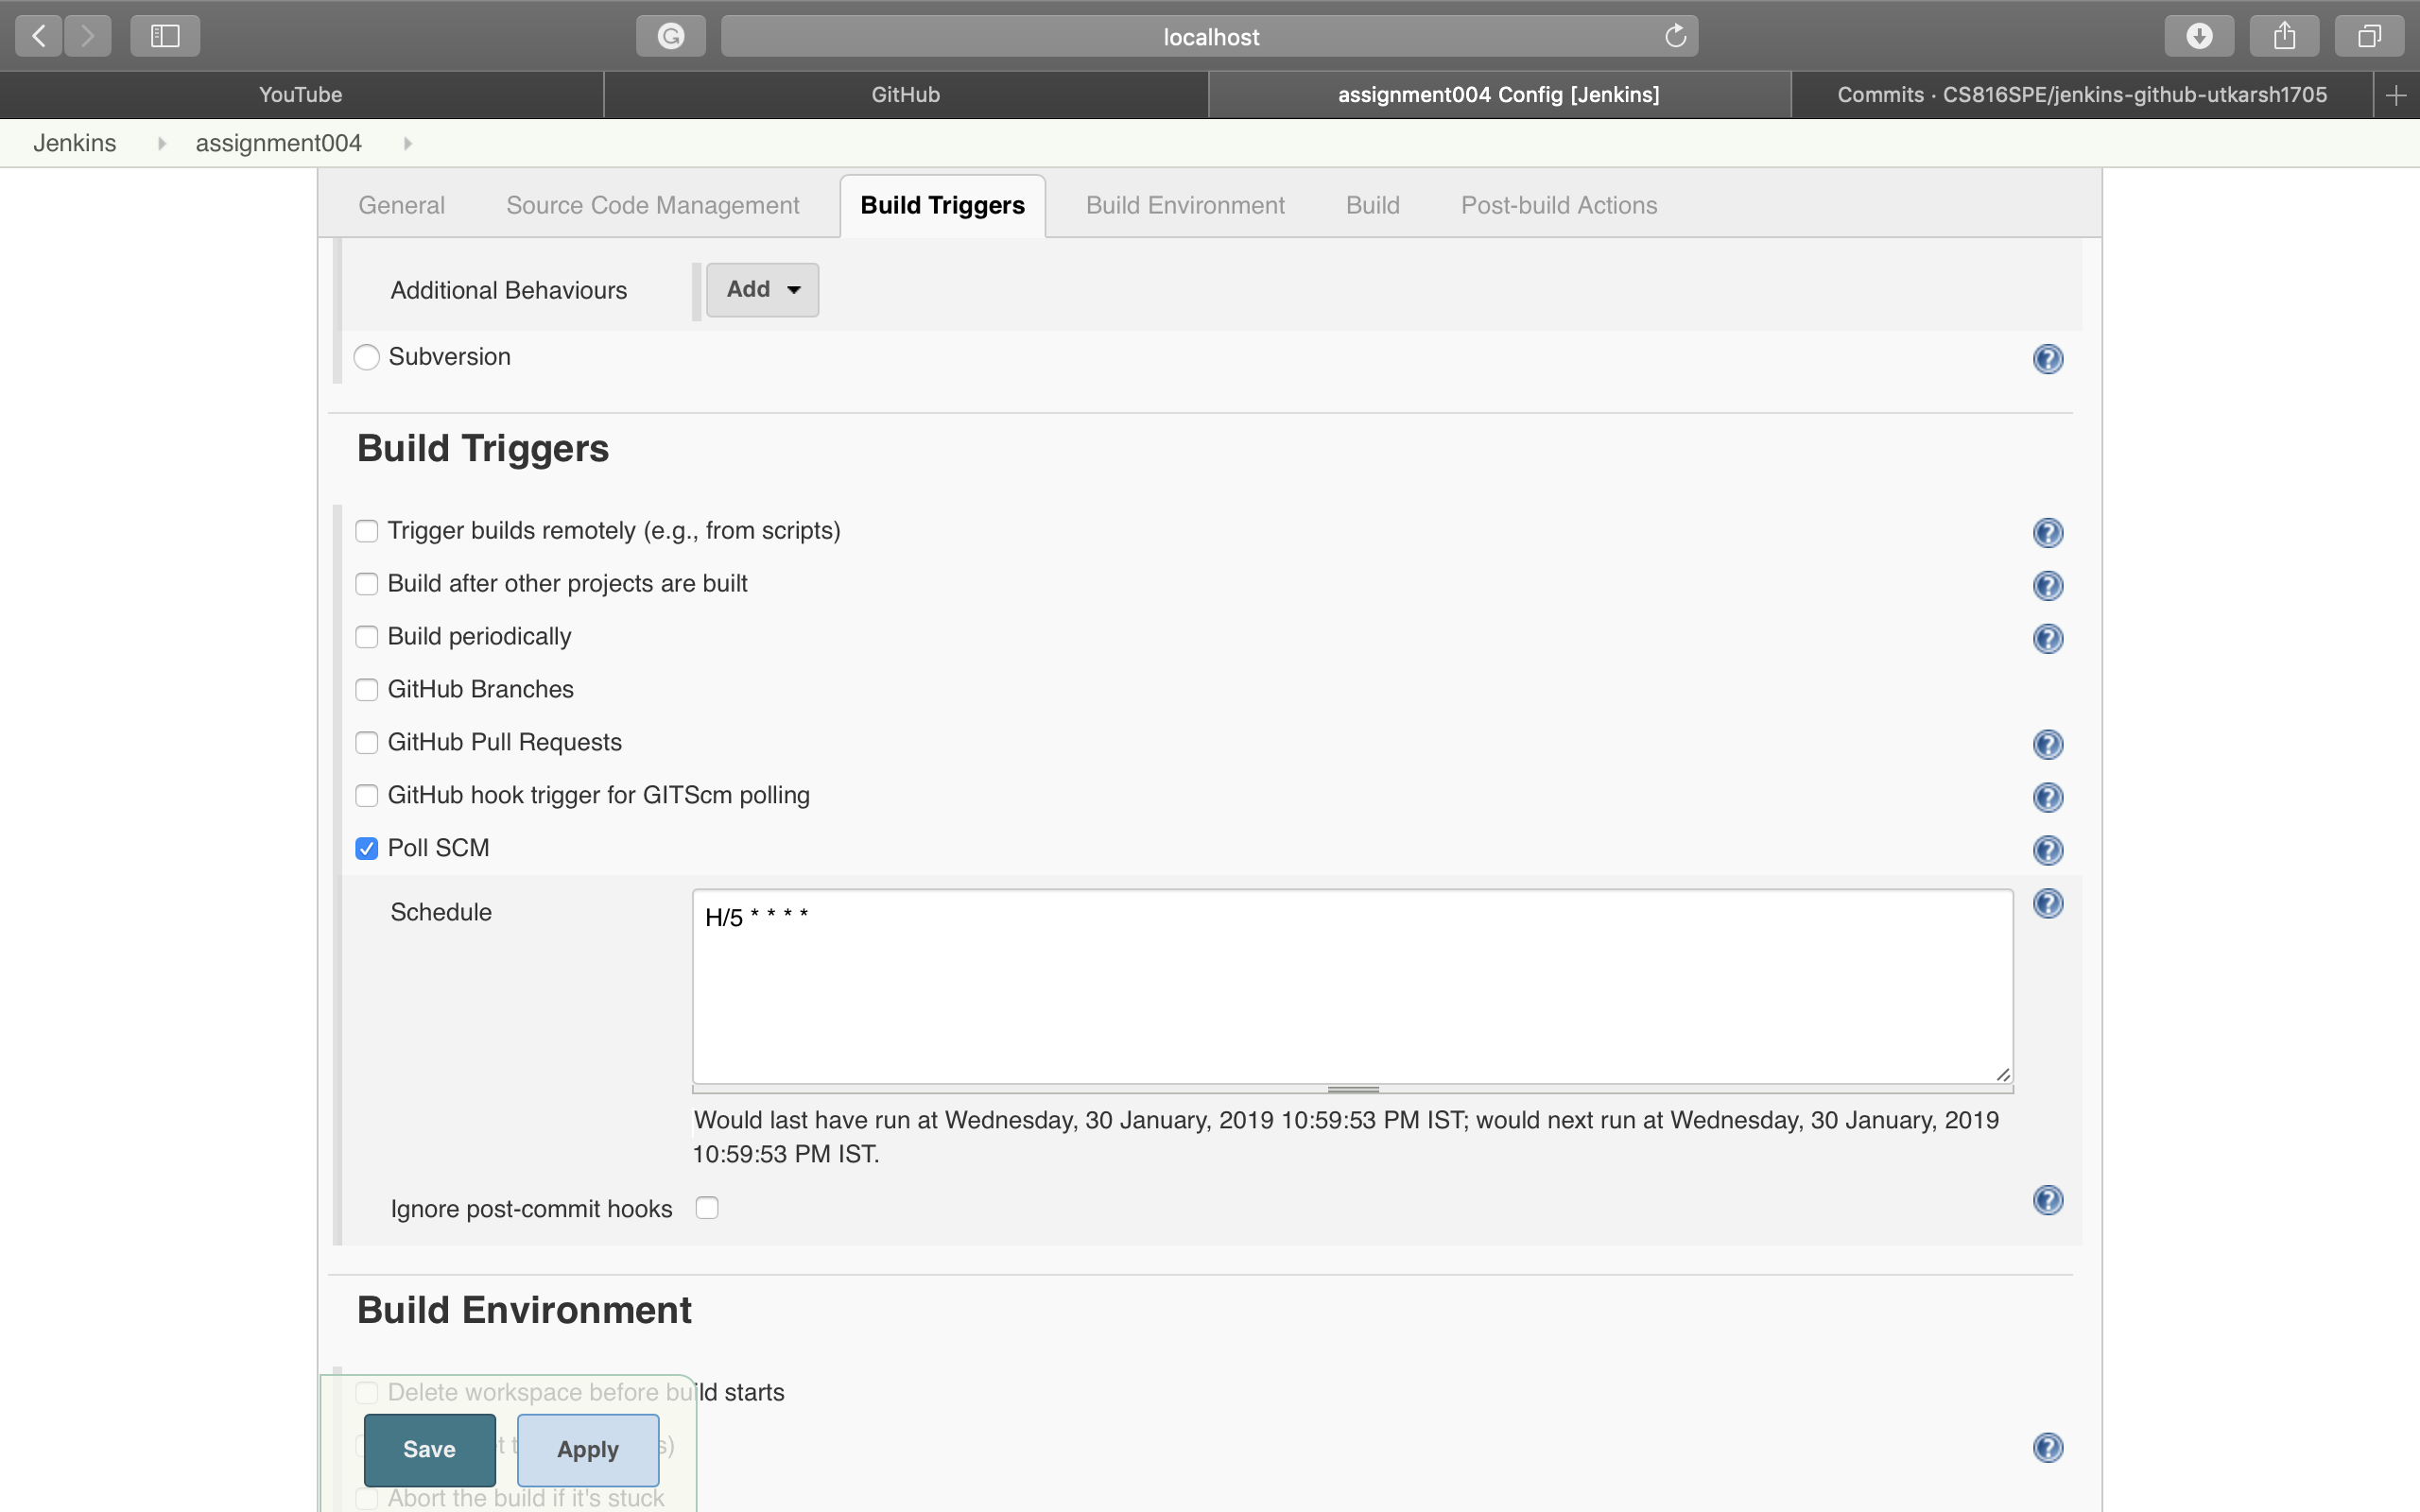 localhost
YouTube
GitHub
assignment004 Config [Jenkins]
Commits · CS816SPE/jenkins-github-utkarsh1705
Jenkins
assignment004
General
Source Code Management
Build Triggers
Build Environment
Build
Post-build Actions
Additional Behaviours
Add
Subversion
Build Triggers
Trigger builds remotely (e.g., from scripts)
Build after other projects are built
Build periodically
GitHub Branches
GitHub Pull Requests
GitHub hook trigger for GITScm polling
Poll SCM
Schedule
H/5 * * * *
Would last have run at Wednesday, 30 January, 2019 10:59:53 PM IST; would next run at Wednesday, 30 January, 2019
10:59:53 PM IST.
Ignore post-commit hooks
Build Environment
Delete workspace before build starts
Save
Apply
Abort the build if it's stuck